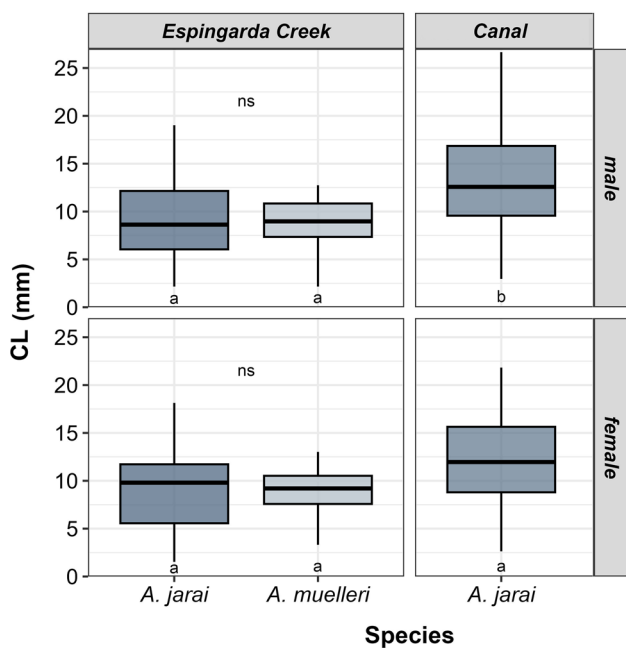 Espingarda Creek
Canal
25
20
15
10
5
0
ns
a
a
b
male
25
20
15
10
5
0
ns
a
a
a
female
CL (mm)
A. jarai
A. muelleri
A. jarai
Species